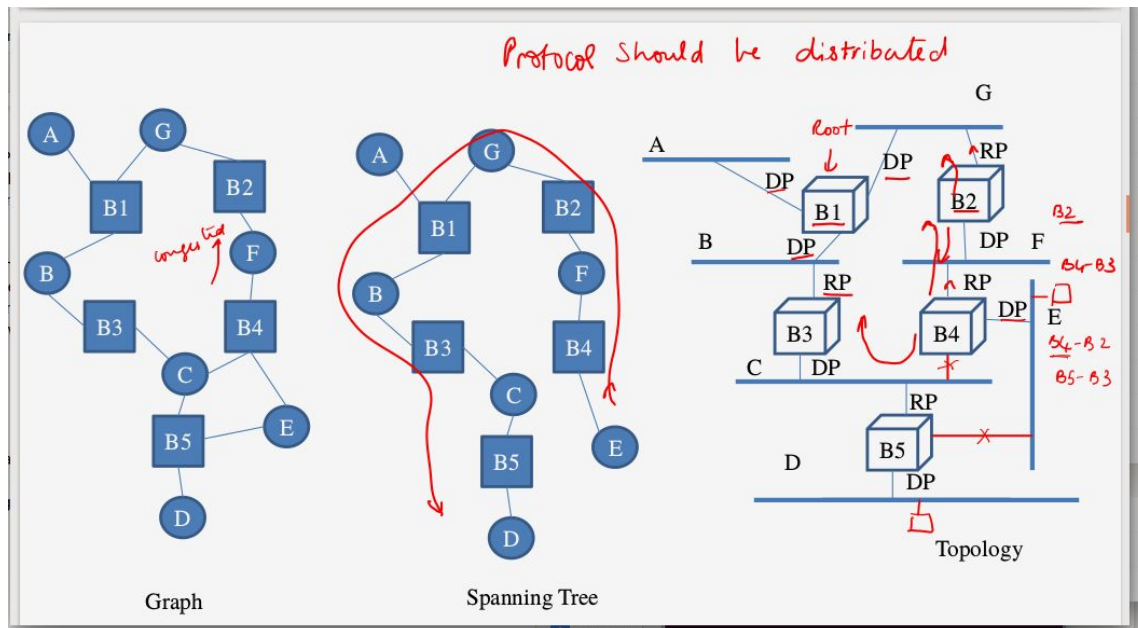 Protocol should be distributed
A
G
B1
B2
congested
F
B
B3
B4
C
B5
E
D
Graph
A
G
B1
B2
B
F
B3
B4
C
B5
E
D
Spanning Tree
G
Root
A
DP
DP
RP
B1
B2
B2
B
DP
DP
F
RP
RP
B4-B3
B3
B4
DP
E
B4-B2
C
DP
B5-B3
RP
B5
D
DP
Topology